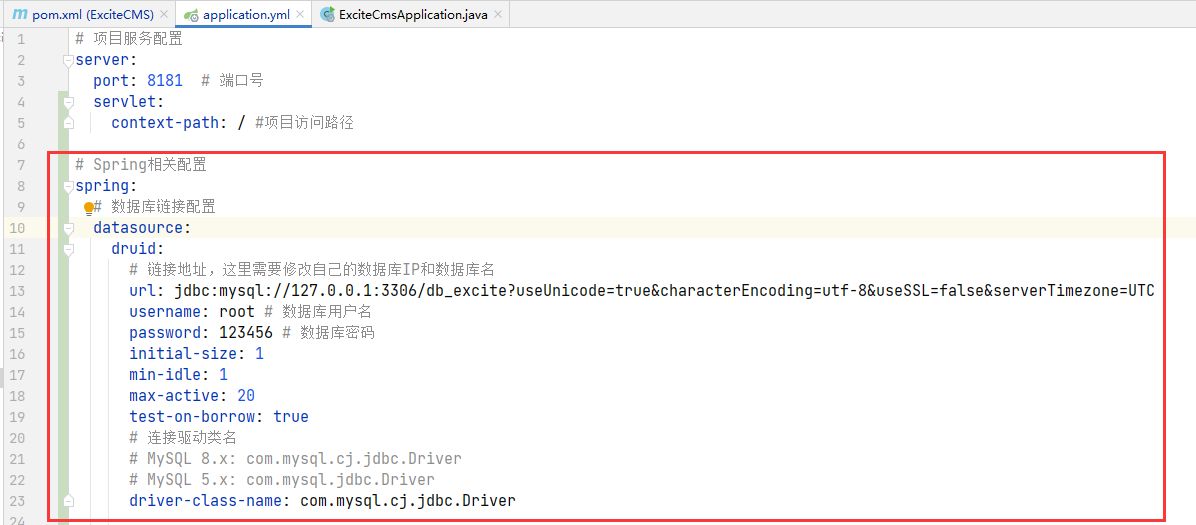 pom.xml (ExciteCMS) application.yml ExciteCmsApplication.java
1 # 项目服务配置
2 server:
3 port: 8181 # 端口号
4 servlet:
5 context-path: / #项目访问路径
6
7 # Spring相关配置
8 spring:
9 # 数据库链接配置
10 datasource:
11 druid:
12 # 链接地址，这里需要修改自己的数据库IP和数据库名
13 url: jdbc:mysql://127.0.0.1:3306/db_excite?useUnicode=true&characterEncoding=utf-8&useSSL=false&serverTimezone=UTC
14 username: root # 数据库用户名
15 password: 123456 # 数据库密码
16 initial-size: 1
17 min-idle: 1
18 max-active: 20
19 test-on-borrow: true
20 # 连接驱动类名
21 # MySQL 8.x: com.mysql.cj.jdbc.Driver
22 # MySQL 5.x: com.mysql.jdbc.Driver
23 driver-class-name: com.mysql.cj.jdbc.Driver
24